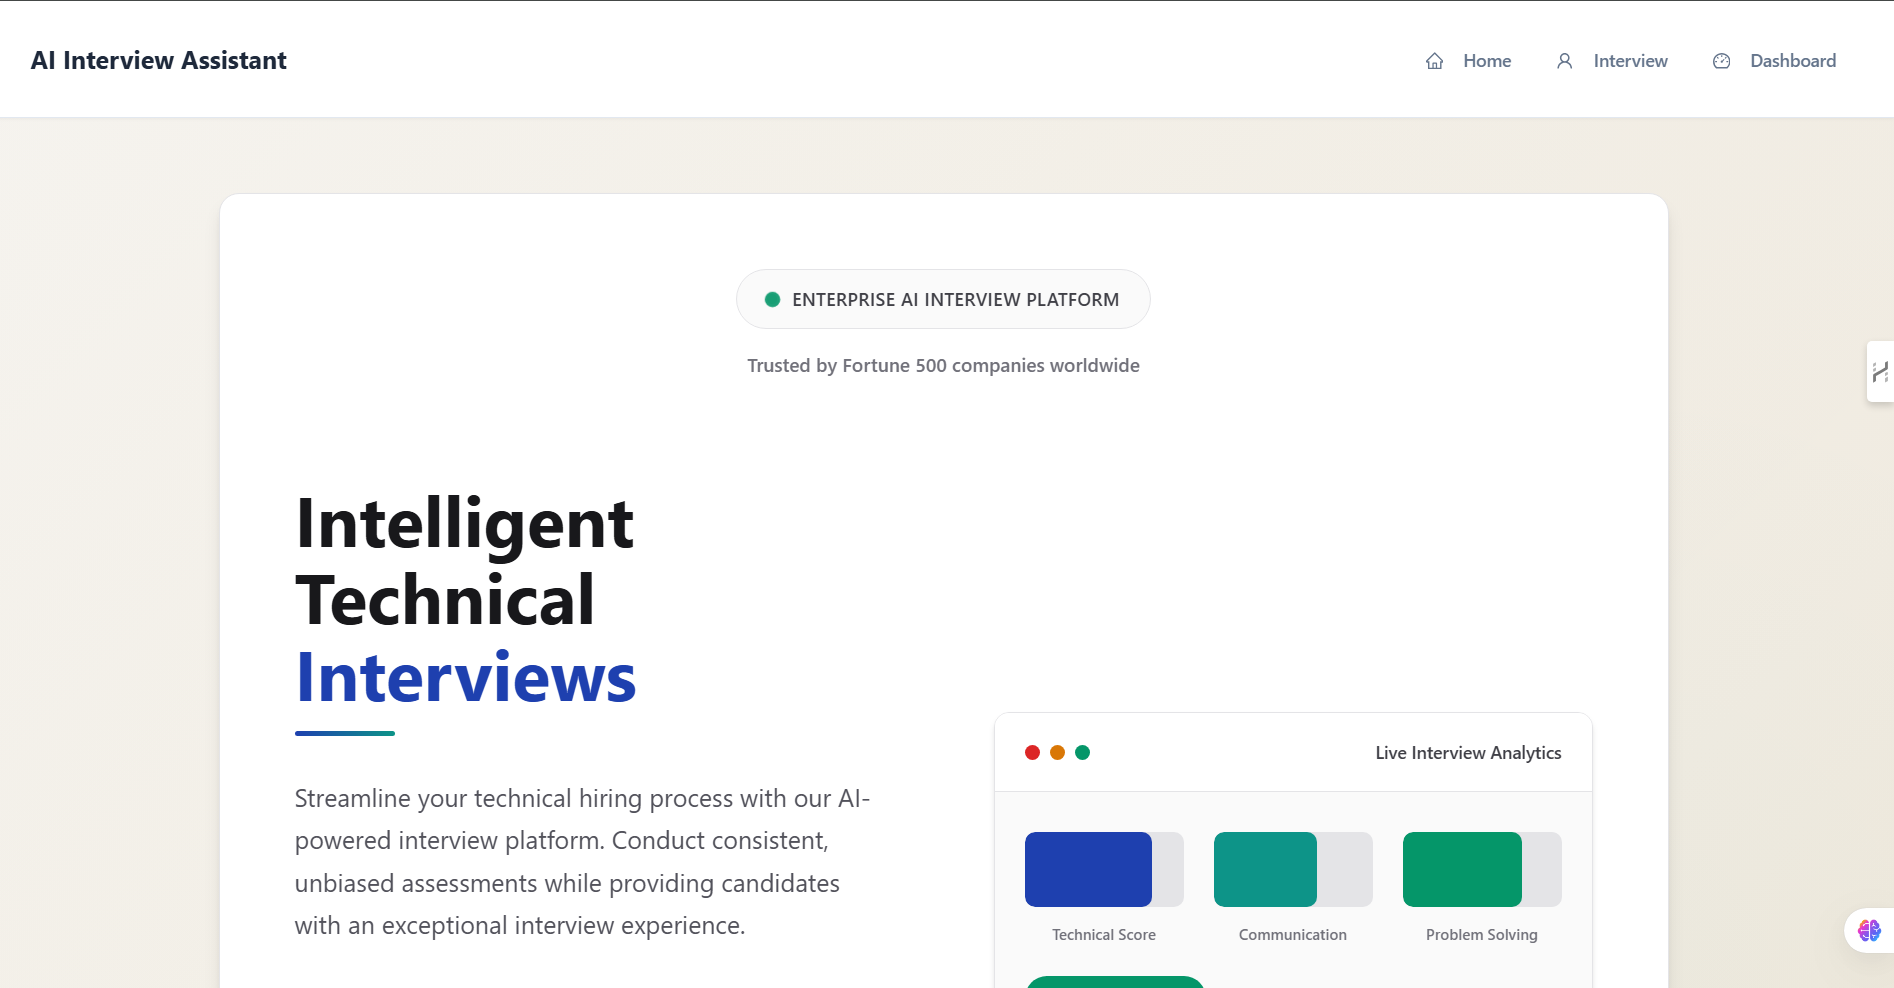 AI Interview Assistant
Home
Interview
Dashboard
ENTERPRISE AI INTERVIEW PLATFORM
Trusted by Fortune 500 companies worldwide
Intelligent
Technical
Interviews
Streamline your technical hiring process with our AI-
powered interview platform. Conduct consistent,
unbiased assessments while providing candidates
with an exceptional interview experience.
Live Interview Analytics
Technical Score
Communication
Problem Solving